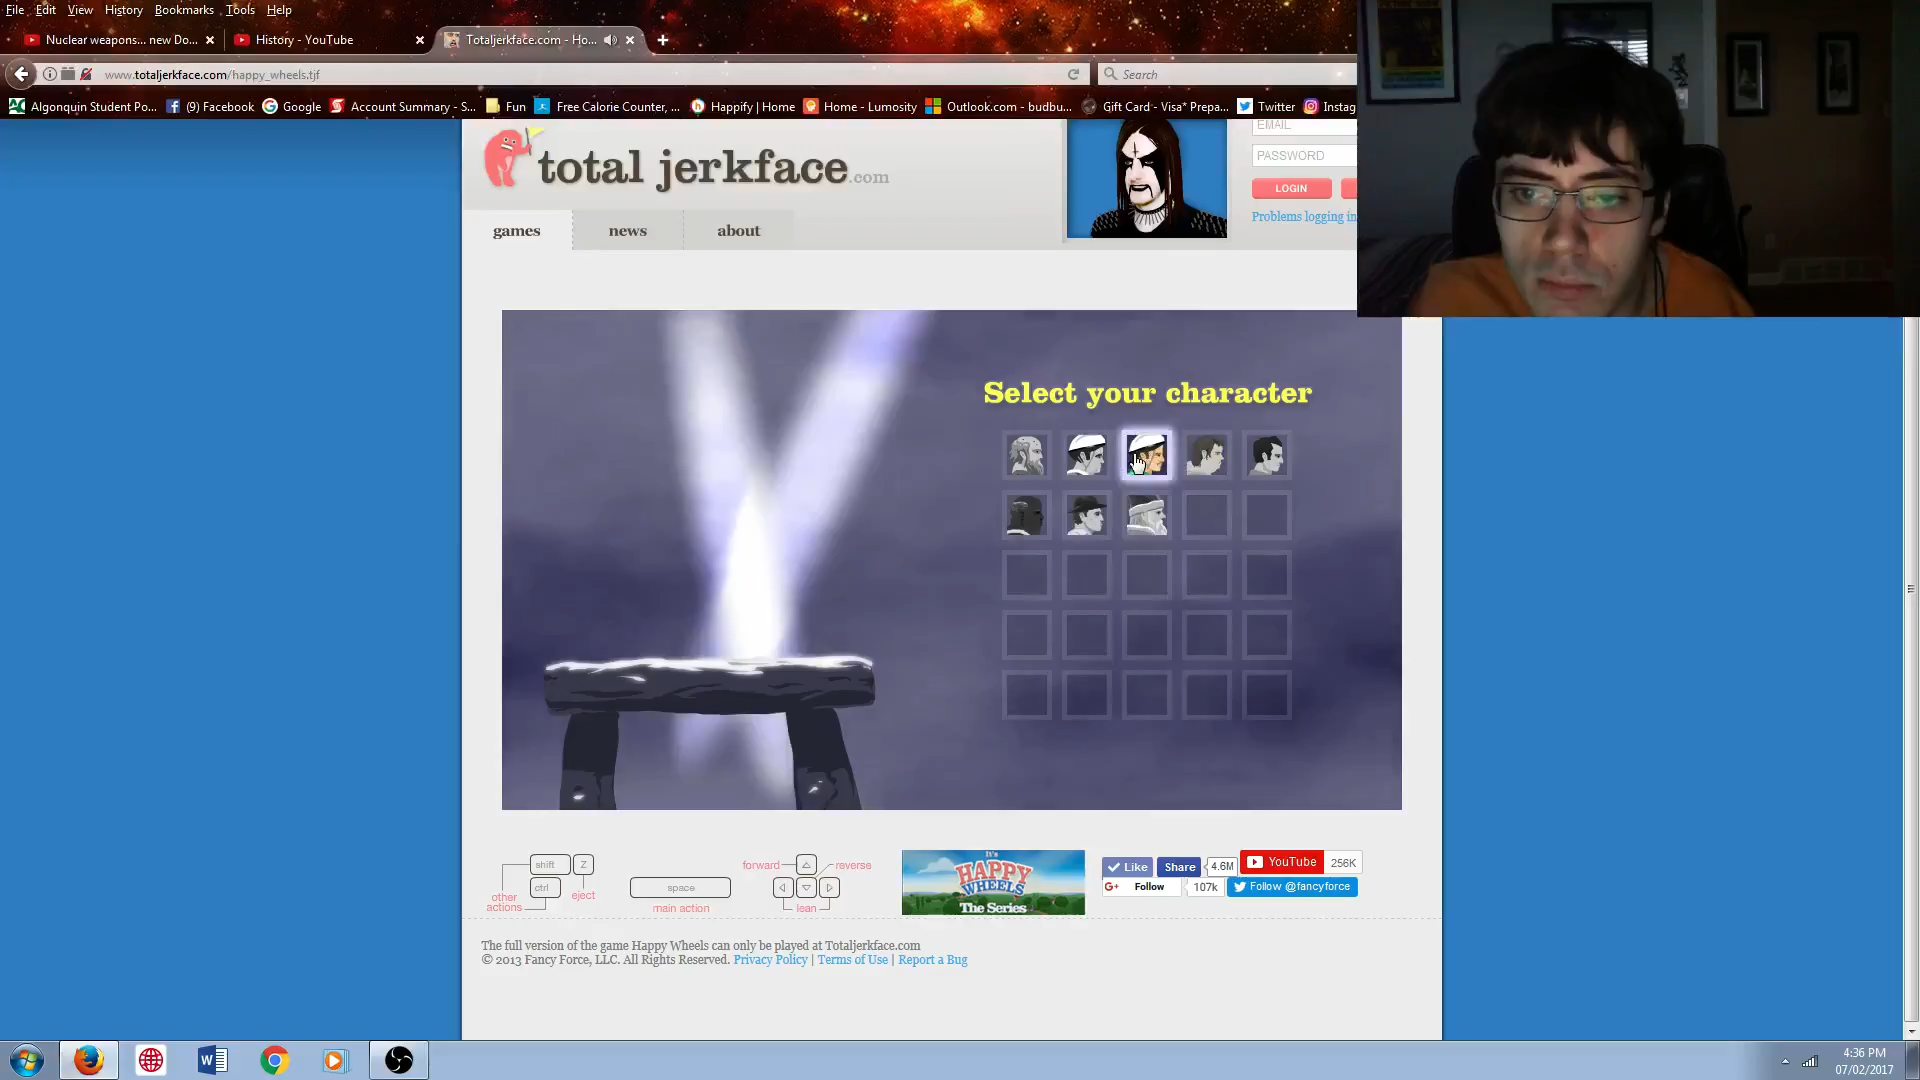 File Edit View History Bookmarks Tools Help
Nuclear weapons... new Do...
History - YouTube
Totaljerkface.com - Ho...
www.totaljerkface.com/happy_wheels.tjf
Search
Algonquin Student Po...
(9) Facebook
Google
Account Summary - S...
Fun
Free Calorie Counter, ...
Happify | Home
Home - Lumosity
Outlook.com - budbu...
Gift Card - Visa* Prepa...
Twitter
Instag
total jerkface.com
EMAIL
PASSWORD
LOGIN
Problems logging in
games
news
about
Select your character
shift
Z
ctrl
other actions
eject
space
main action
forward
reverse
lean
It's
HAPPY
WHEELS
The Series
Like
Share
4.6M
YouTube
256K
G+ Follow
107k
Follow @fancyforce
The full version of the game Happy Wheels can only be played at Totaljerkface.com
© 2013 Fancy Force, LLC. All Rights Reserved. Privacy Policy | Terms of Use | Report a Bug
4:36 PM
07/02/2017